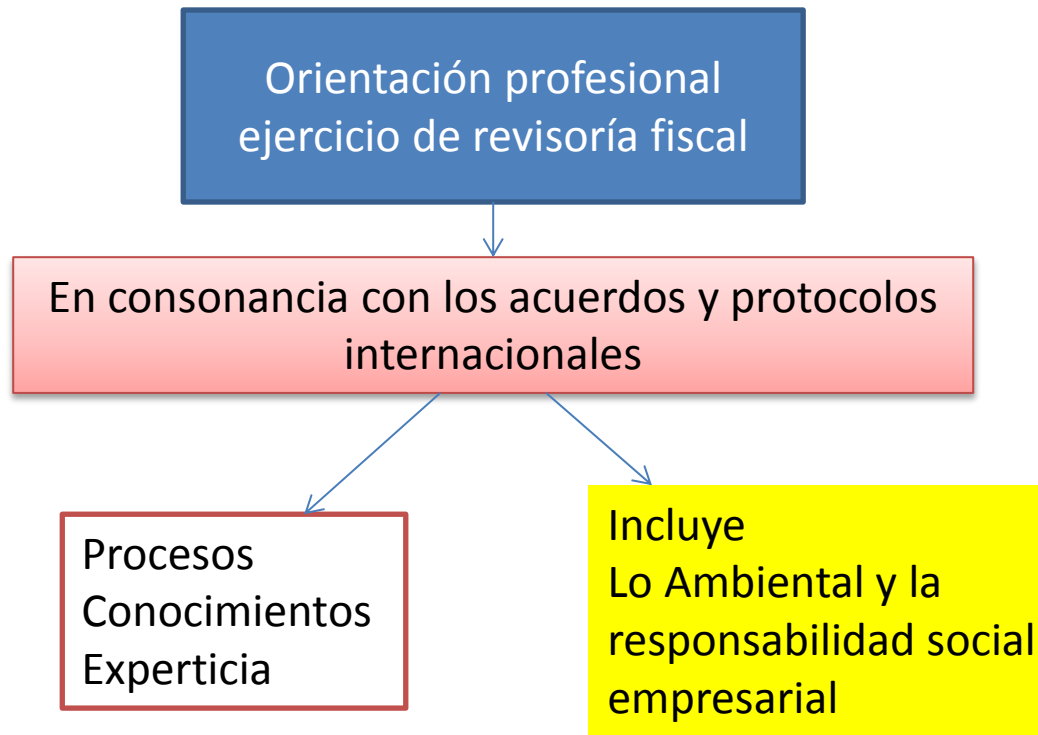 Orientación profesional
ejercicio de revisoría fiscal
En consonancia con los acuerdos y protocolos
internacionales
Procesos
Conocimientos
Experticia
Incluye
Lo Ambiental y la
responsabilidad social
empresarial